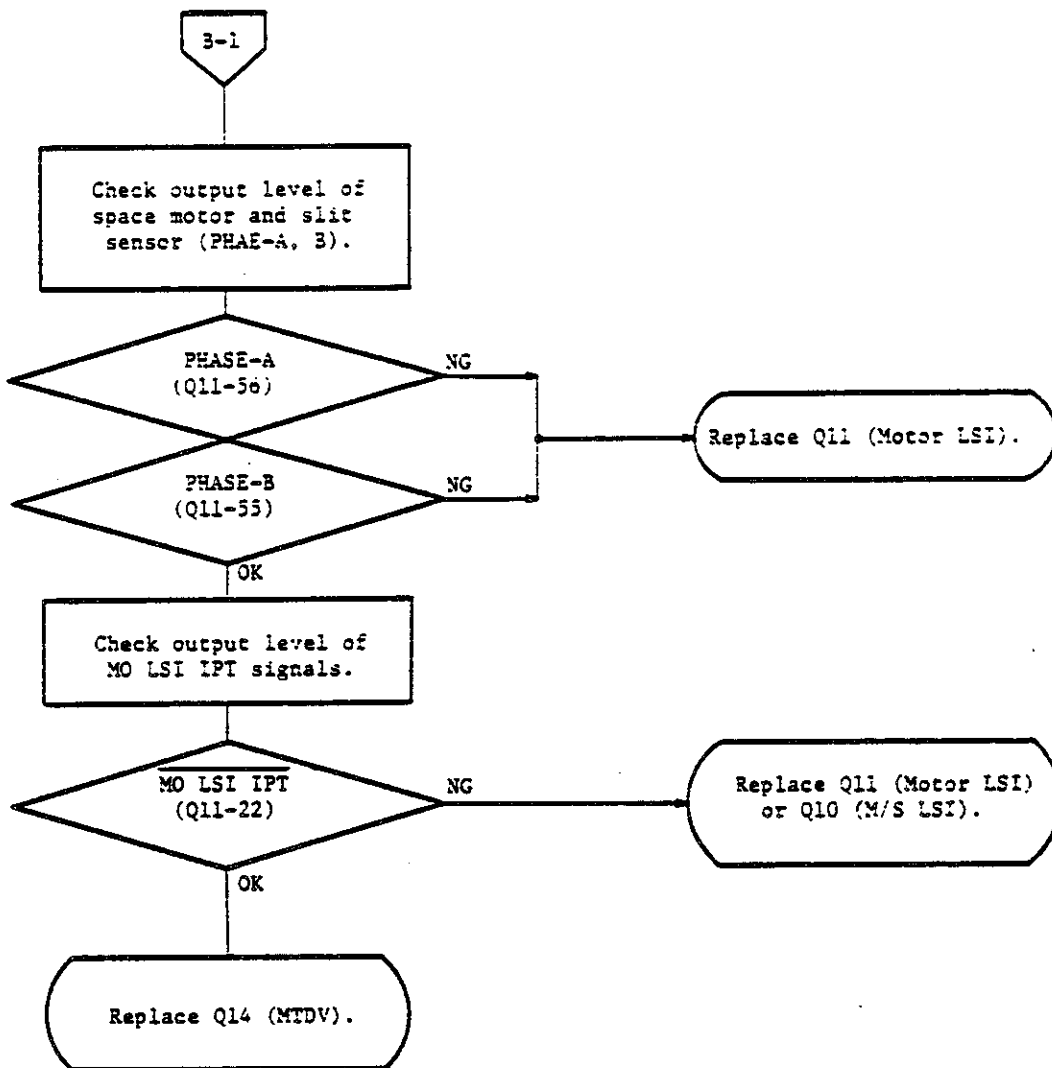 B-1
Check output level of
space motor and slit
sensor (PHAE-A, B).
PHASE-A
(Q11-56)
NG
Replace Q11 (Motor LSI).
PHASE-B
(Q11-55)
NG
OK
Check output level of
MO LSI IPT signals.
MO LSI IPT
(Q11-22)
NG
Replace Q11 (Motor LSI)
or Q10 (M/S LSI).
OK
Replace Q14 (MTDV).